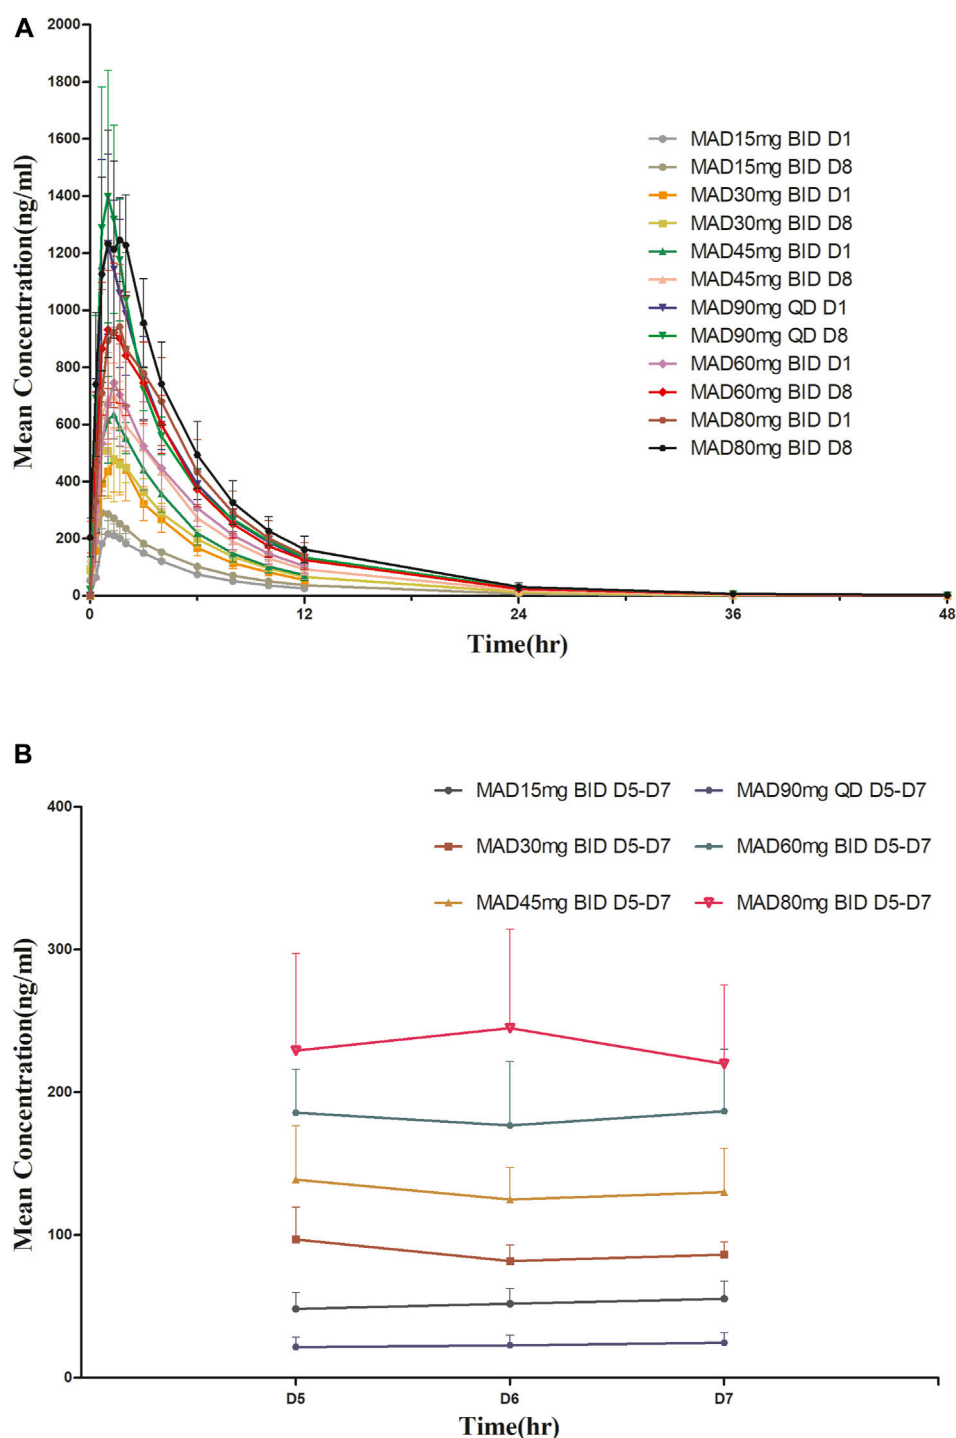 A
2000
1800
1600
1400
1200
1000
800
600
400
200
0
Mean Concentration(ng/ml)
MAD15mg BID D1
MAD15mg BID D8
MAD30mg BID D1
MAD30mg BID D8
MAD45mg BID D1
MAD45mg BID D8
MAD90mg QD D1
MAD90mg QD D8
MAD60mg BID D1
MAD60mg BID D8
MAD80mg BID D1
MAD80mg BID D8
0 12 24 36 48
Time(hr)
B
MAD15mg BID D5-D7 MAD90mg QD D5-D7
MAD30mg BID D5-D7 MAD60mg BID D5-D7
MAD45mg BID D5-D7 MAD80mg BID D5-D7
400
300
200
100
0
Mean Concentration(ng/ml)
D5 D6 D7
Time(hr)